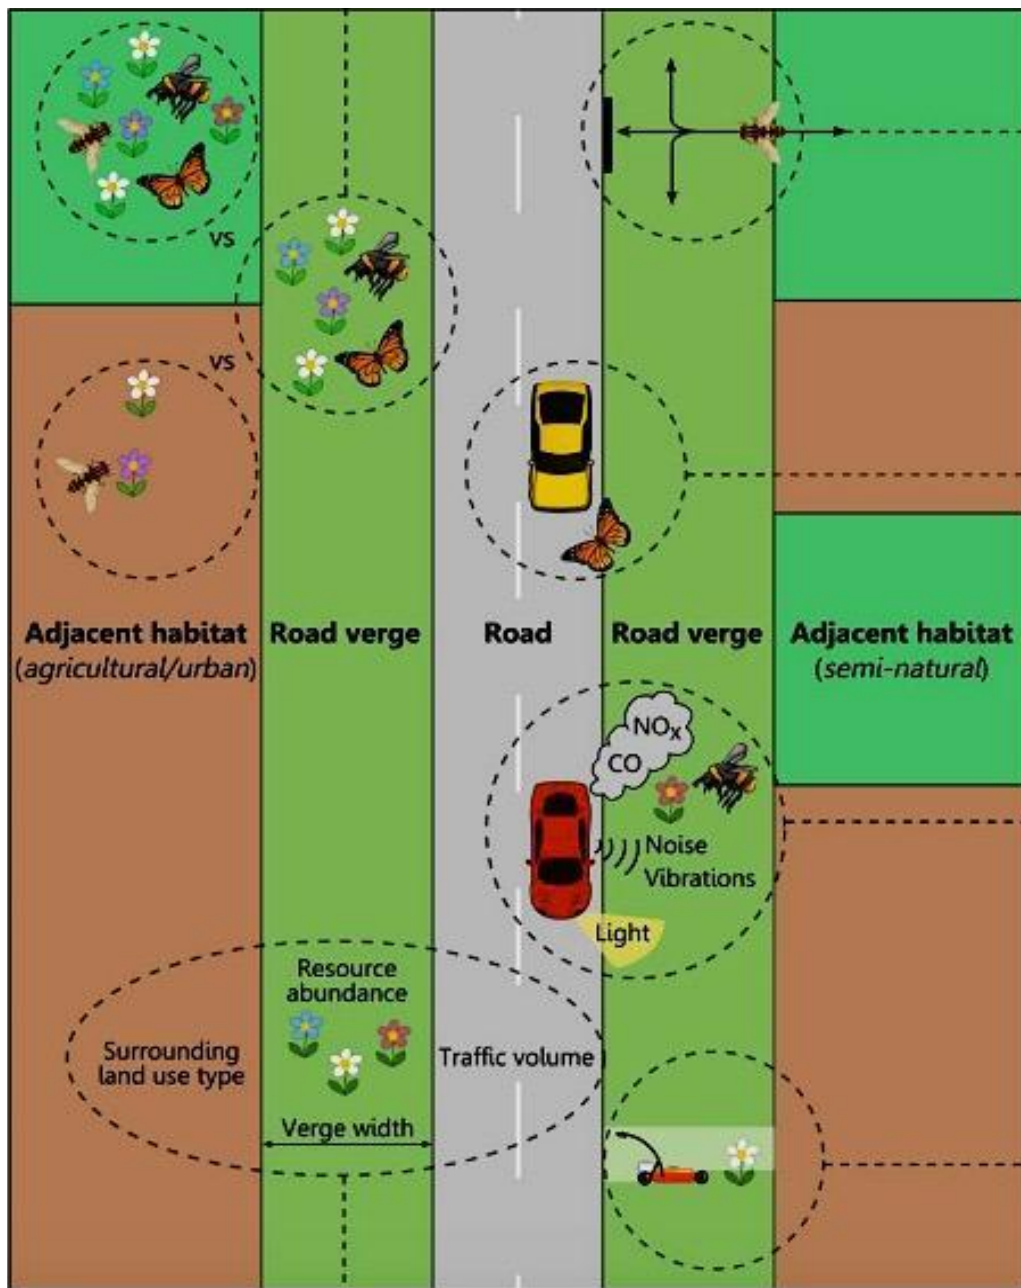 vs
vs
Adjacent habitat
(agricultural/urban)
Road verge
Road
Road verge
Adjacent habitat
(semi-natural)
NOx
CO
Noise
Vibrations
Light
Resource
abundance
Surrounding
land use type
Traffic volume
Verge width